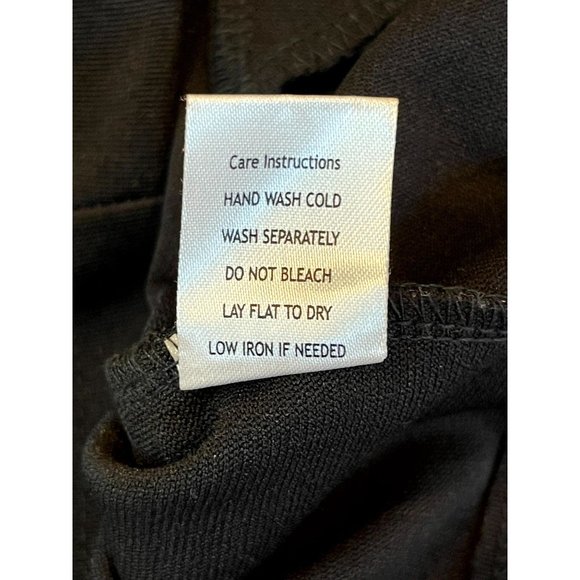 Care Instructions
HAND WASH COLD
WASH SEPARATELY
DO NOT BLEACH
LAY FLAT TO DRY
LOW IRON IF NEEDED